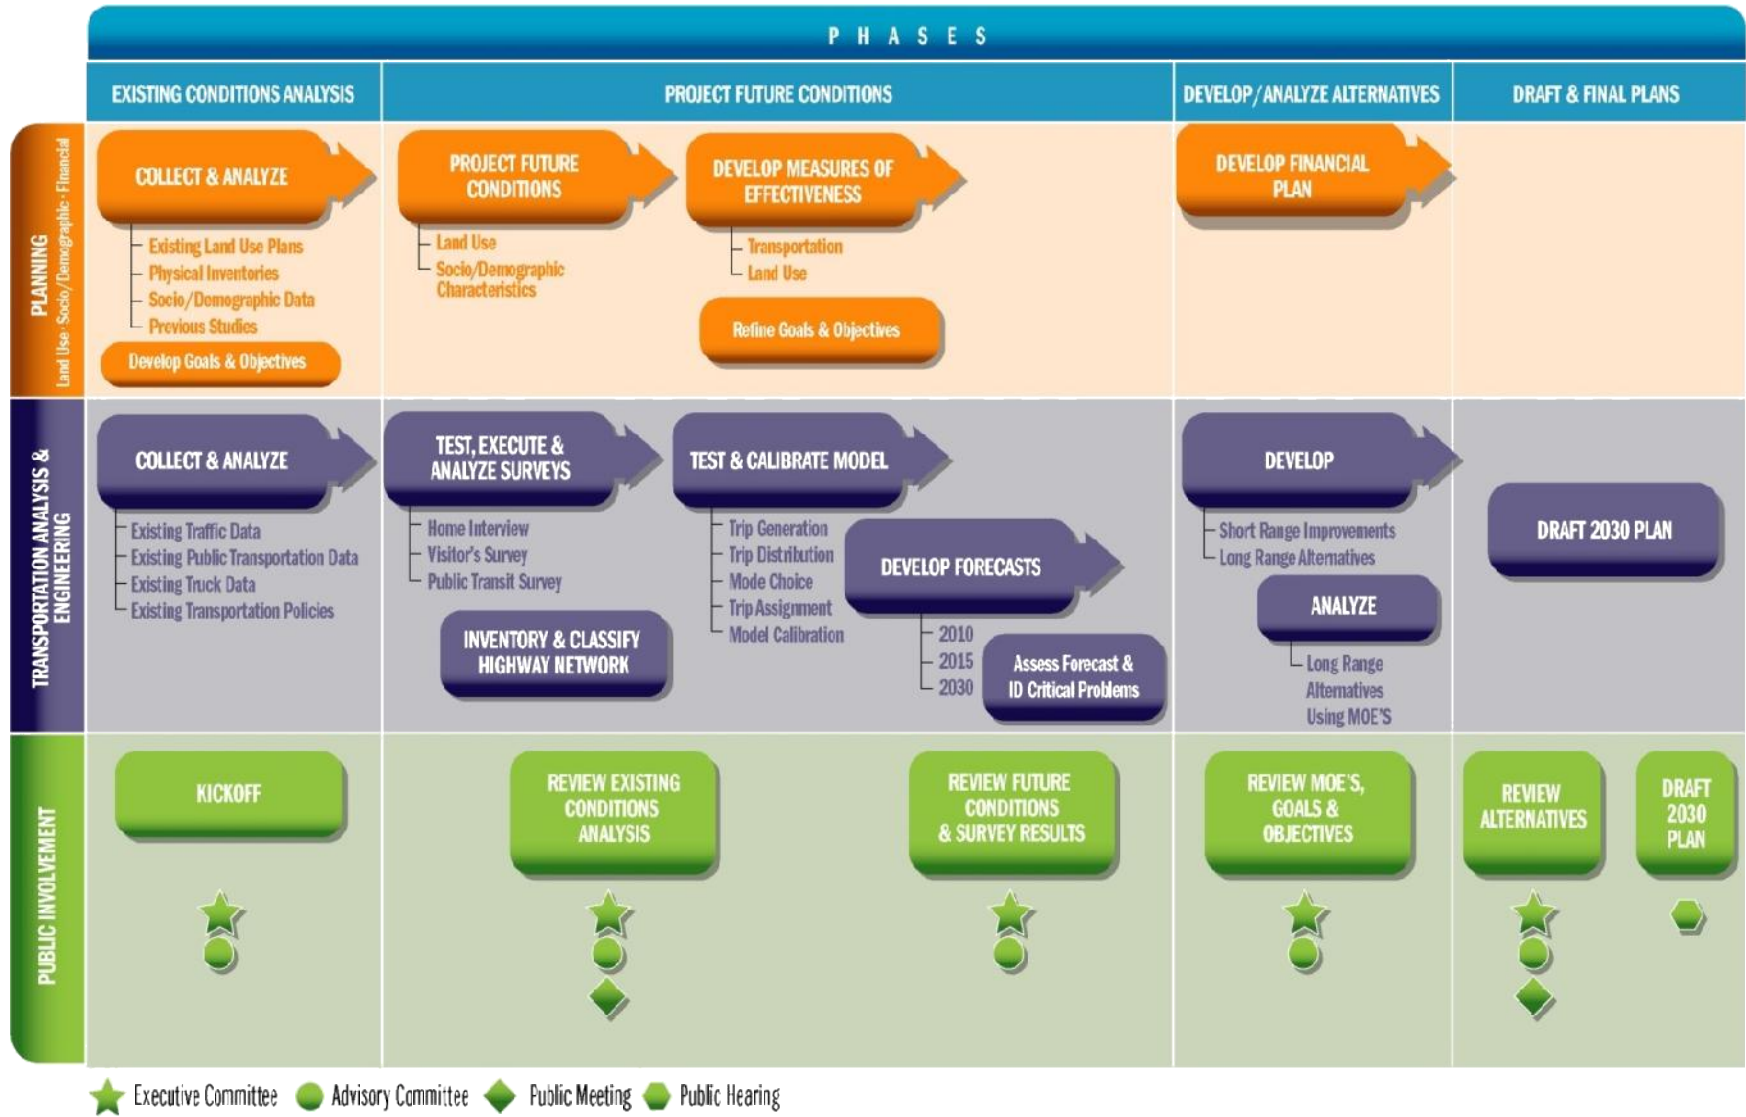 PHASES
EXISTING CONDITIONS ANALYSIS
PROJECT FUTURE CONDITIONS
DEVELOP/ANALYZE ALTERNATIVES
DRAFT & FINAL PLANS
PLANNING
Land Use · Socio/Demographic · Financial
COLLECT & ANALYZE
Existing Land Use Plans
Physical Inventories
Socio/Demographic Data
Previous Studies
Develop Goals & Objectives
PROJECT FUTURE
CONDITIONS
Land Use
Socio/Demographic
Characteristics
DEVELOP MEASURES OF
EFFECTIVENESS
Transportation
Land Use
Refine Goals & Objectives
DEVELOP FINANCIAL
PLAN
TRANSPORTATION ANALYSIS &
ENGINEERING
COLLECT & ANALYZE
Existing Traffic Data
Existing Public Transportation Data
Existing Truck Data
Existing Transportation Policies
TEST, EXECUTE &
ANALYZE SURVEYS
Home Interview
Visitor's Survey
Public Transit Survey
INVENTORY & CLASSIFY
HIGHWAY NETWORK
TEST & CALIBRATE MODEL
Trip Generation
Trip Distribution
Mode Choice
Trip Assignment
Model Calibration
DEVELOP FORECASTS
2010
2015
2030
Assess Forecast &
ID Critical Problems
DEVELOP
Short Range Improvements
Long Range Alternatives
ANALYZE
Long Range
Alternatives
Using MOE'S
DRAFT 2030 PLAN
PUBLIC INVOLVEMENT
KICKOFF
REVIEW EXISTING
CONDITIONS
ANALYSIS
REVIEW FUTURE
CONDITIONS
& SURVEY RESULTS
REVIEW MOE'S,
GOALS &
OBJECTIVES
REVIEW
ALTERNATIVES
DRAFT
2030
PLAN
Executive Committee
Advisory Committee
Public Meeting
Public Hearing